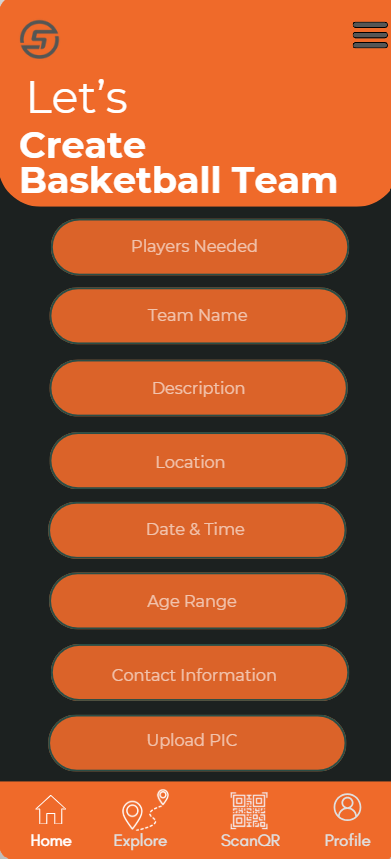 Let’s
Create
Basketball Team
Players Needed
Team Name
Description
Location
Date & Time
Age Range
Contact Information
Upload PIC
Home
Explore
ScanQR
Profile